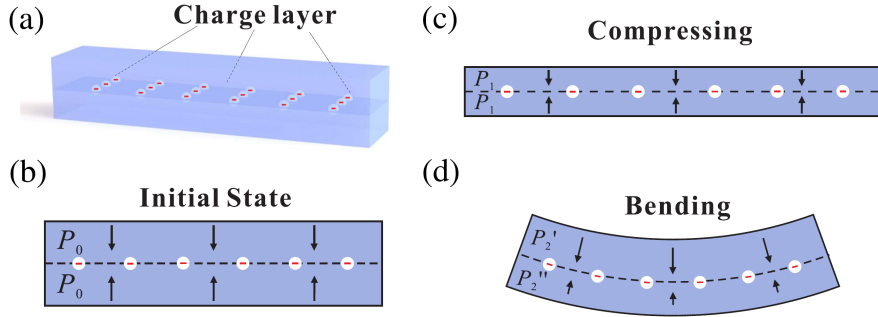 (a)
Charge layer
(b)
Initial State
P₀
P₀
(c)
Compressing
P₁
P₁
(d)
Bending
P₂'
P₂''